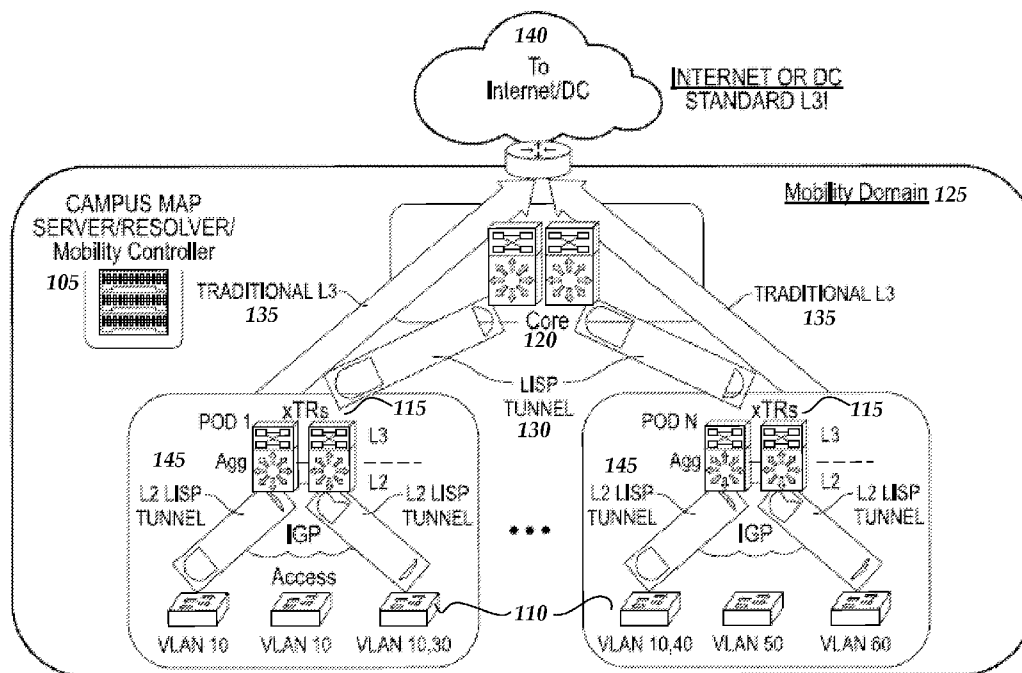 140
To
Internet/DC
INTERNET OR DC
STANDARD L3!
Mobility Domain 125
CAMPUS MAP
SERVER/RESOLVER/
Mobility Controller
105
TRADITIONAL L3
135
TRADITIONAL L3
135
Core
120
LISP
TUNNEL
130
POD 1
xTRs
115
L3
Agg
145
L2
L2 LISP
TUNNEL
L2 LISP
TUNNEL
IGP
Access
VLAN 10
VLAN 10
VLAN 10,30
110
POD N
xTRs
115
L3
Agg
145
L2
L2 LISP
TUNNEL
L2 LISP
TUNNEL
IGP
VLAN 10,40
VLAN 50
VLAN 60